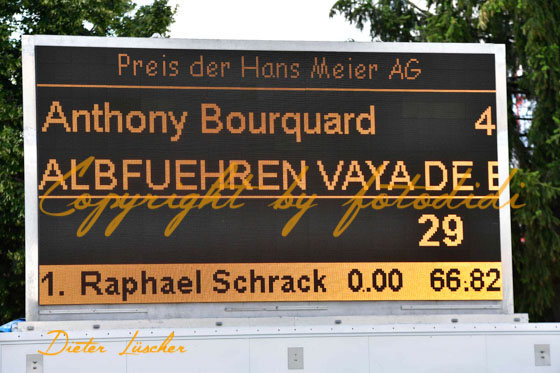 Preis der Hans Meier AG
Anthony Bourquard 4
ALBFUEHREN VAYA DE E
Copyright by fotodidi
29
1. Raphael Schrack 0.00 66.82
Dieter Lüscher